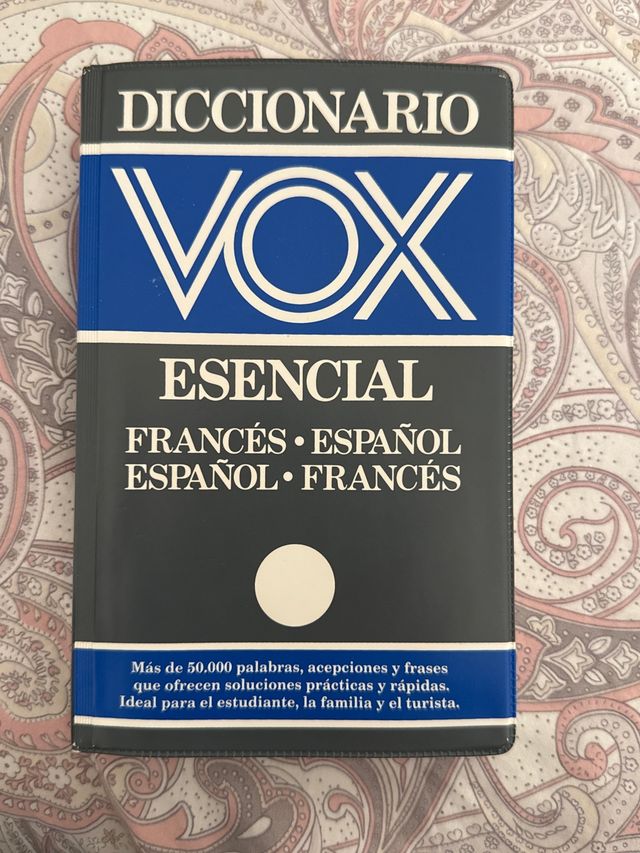 DICCIONARIO
VOX
ESENCIAL
FRANCÉS • ESPAÑOL
ESPAÑOL • FRANCÉS
Más de 50.000 palabras, acepciones y frases
que ofrecen soluciones prácticas y rápidas.
Ideal para el estudiante, la familia y el turista.